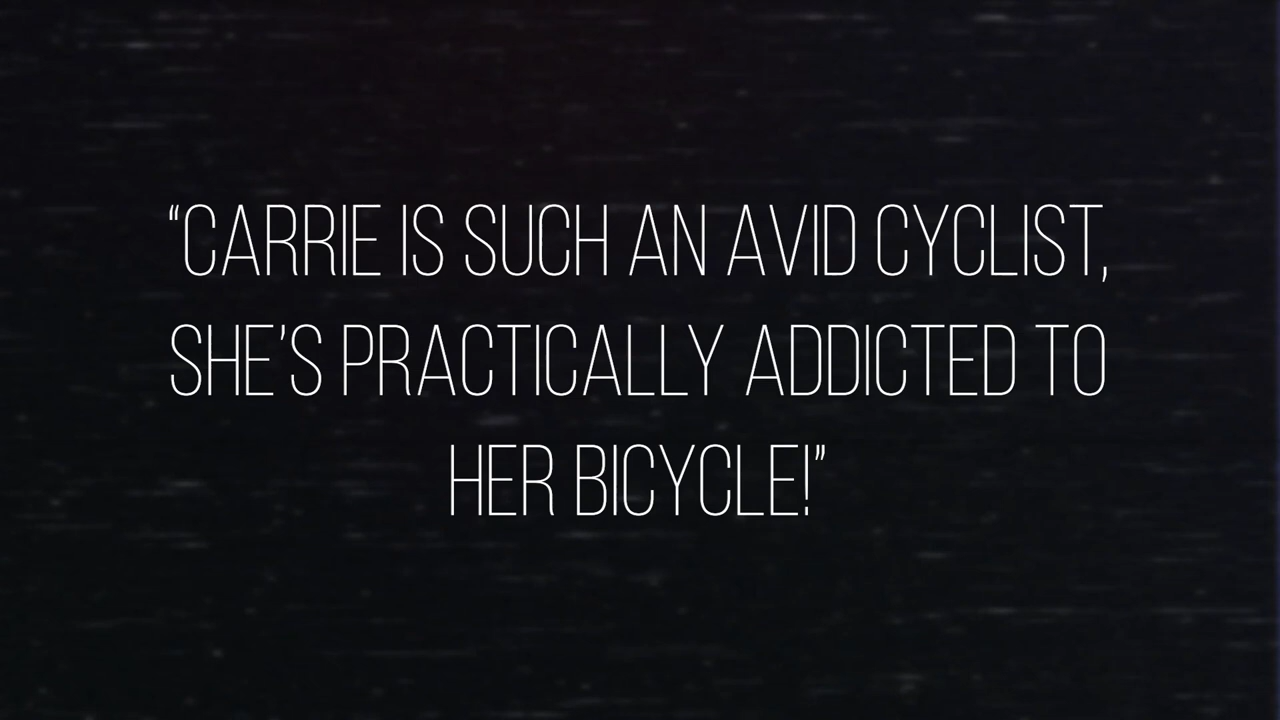 “CARRIE IS SUCH AN AVID CYCLIST,
SHE’S PRACTICALLY ADDICTED TO
HER BICYCLE!”